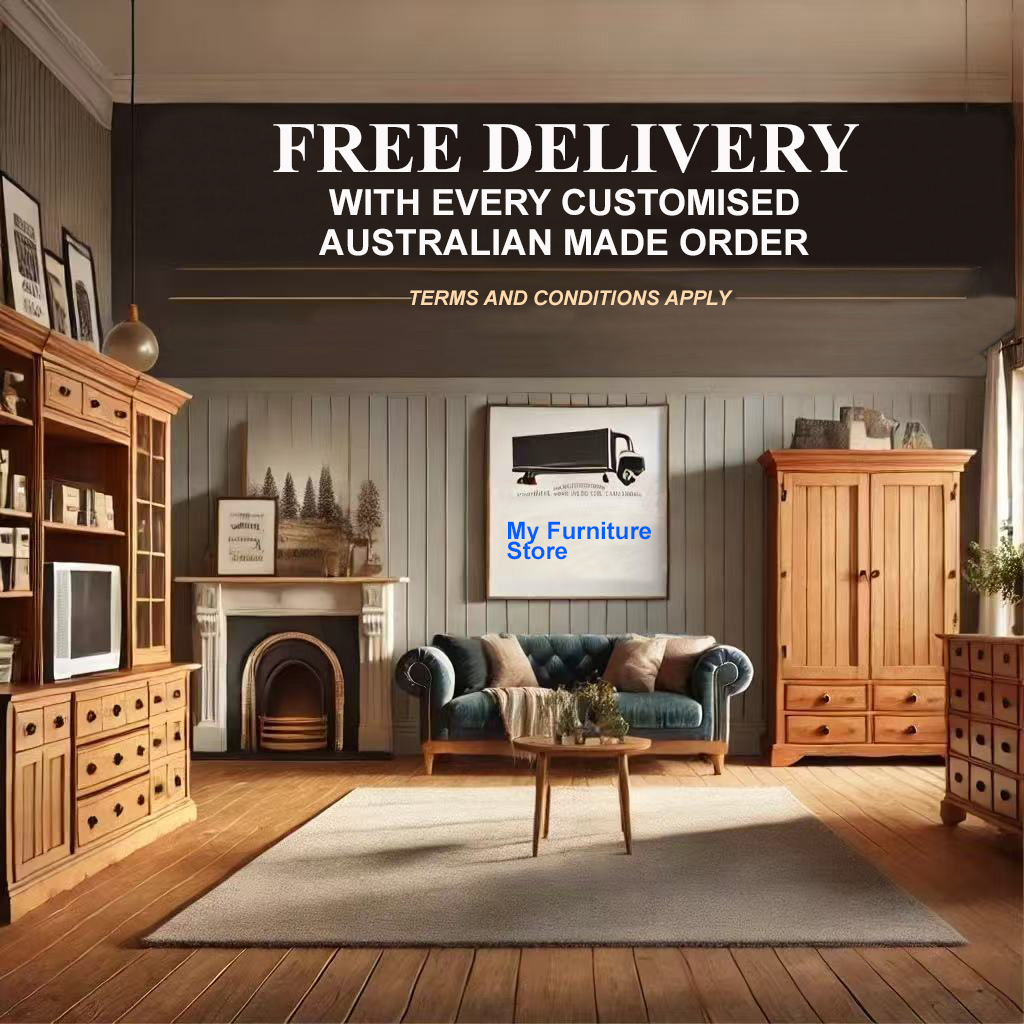 FREE DELIVERY
WITH EVERY CUSTOMISED
AUSTRALIAN MADE ORDER
TERMS AND CONDITIONS APPLY
My Furniture
Store